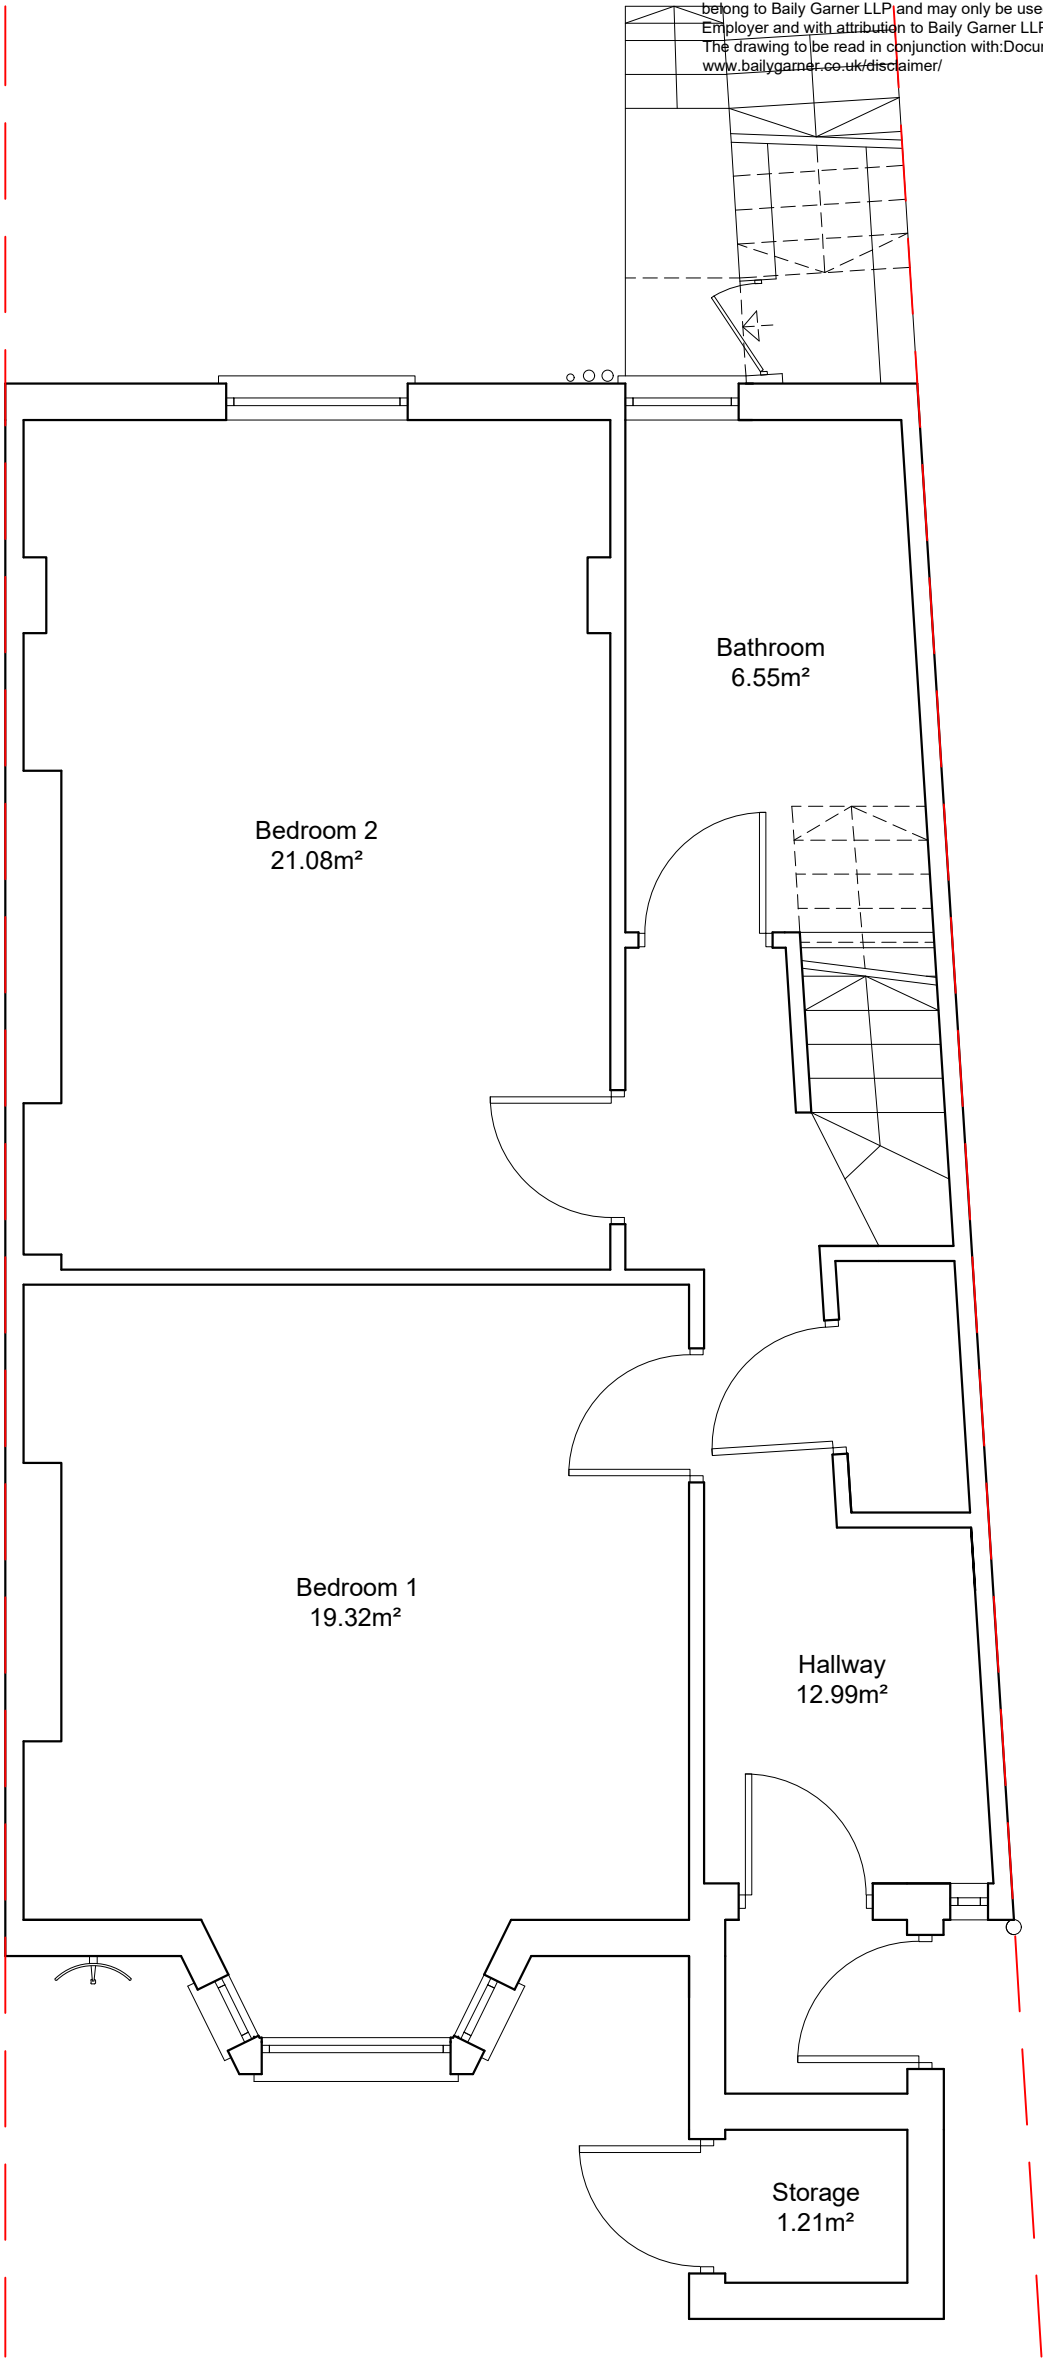 belong to Baily Garner LLP and may only be use
Employer and with attribution to Baily Garner LLP
The drawing to be read in conjunction with:Docu
www.bailygarner.co.uk/disclaimer/
Bathroom
6.55m²
Bedroom 2
21.08m²
Bedroom 1
19.32m²
Hallway
12.99m²
Storage
1.21m²